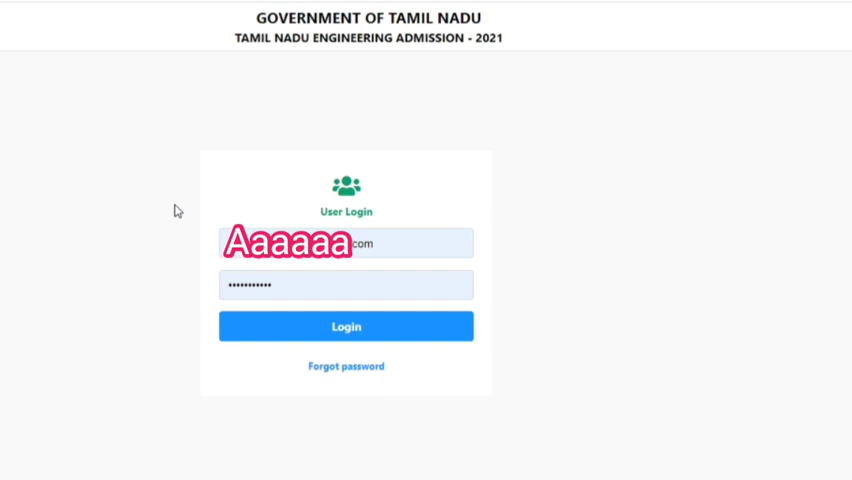 GOVERNMENT OF TAMIL NADU
TAMIL NADU ENGINEERING ADMISSION - 2021
User Login
Aaaaaa com
•••••••••••
Login
Forgot password